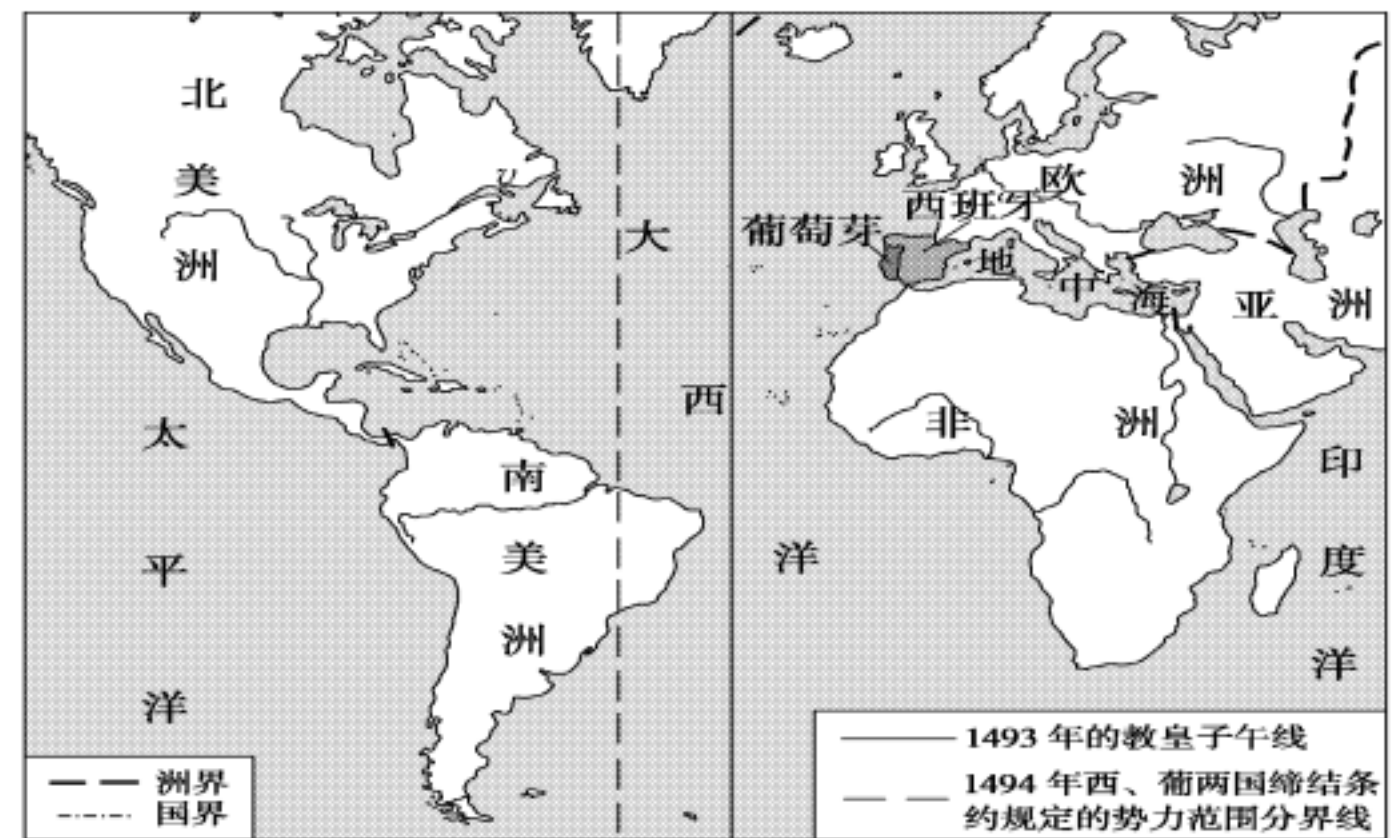 北美洲
大西洋
葡萄芽
西班牙
欧洲
地中海
亚洲
非洲
太平洋
南美洲
印度洋
洲界
国界
1493 年的教皇子午线
1494 年西、葡两国缔结条
约规定的势力范围分界线